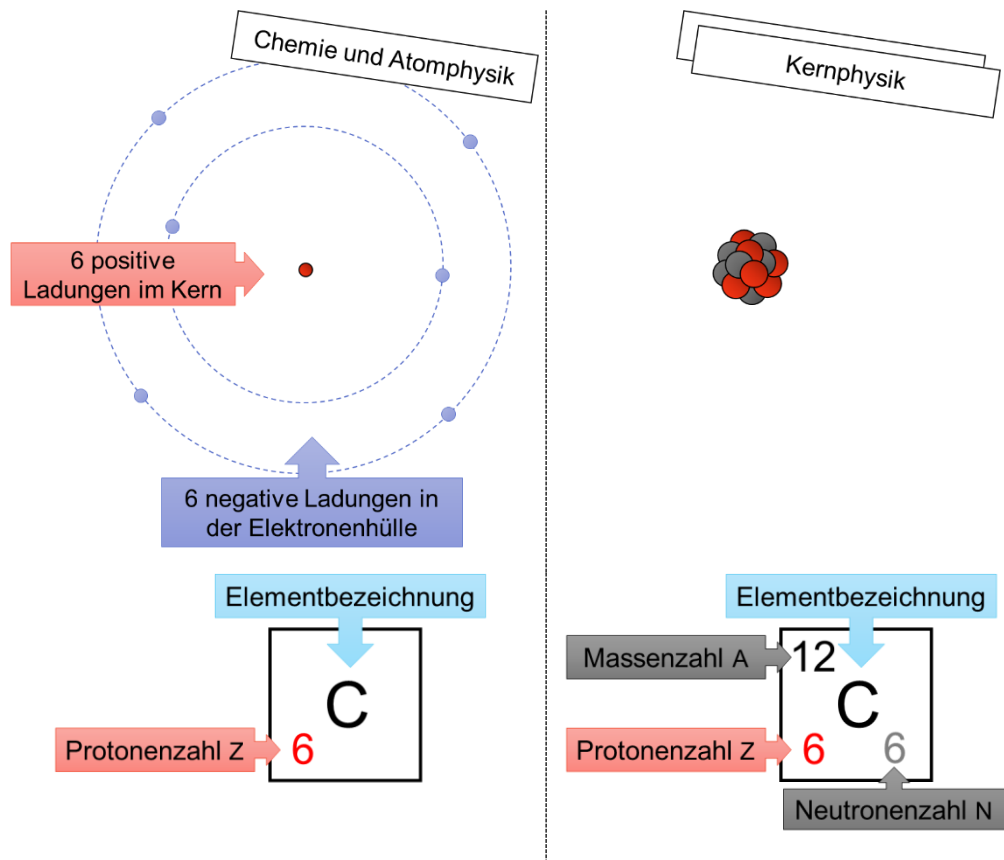 Chemie und Atomphysik
6 positive
Ladungen im Kern
6 negative Ladungen in
der Elektronenhülle
Elementbezeichnung
C
Protonenzahl Z
6
Kernphysik
Elementbezeichnung
Massenzahl A
12
C
Protonenzahl Z
6
6
Neutronenzahl N